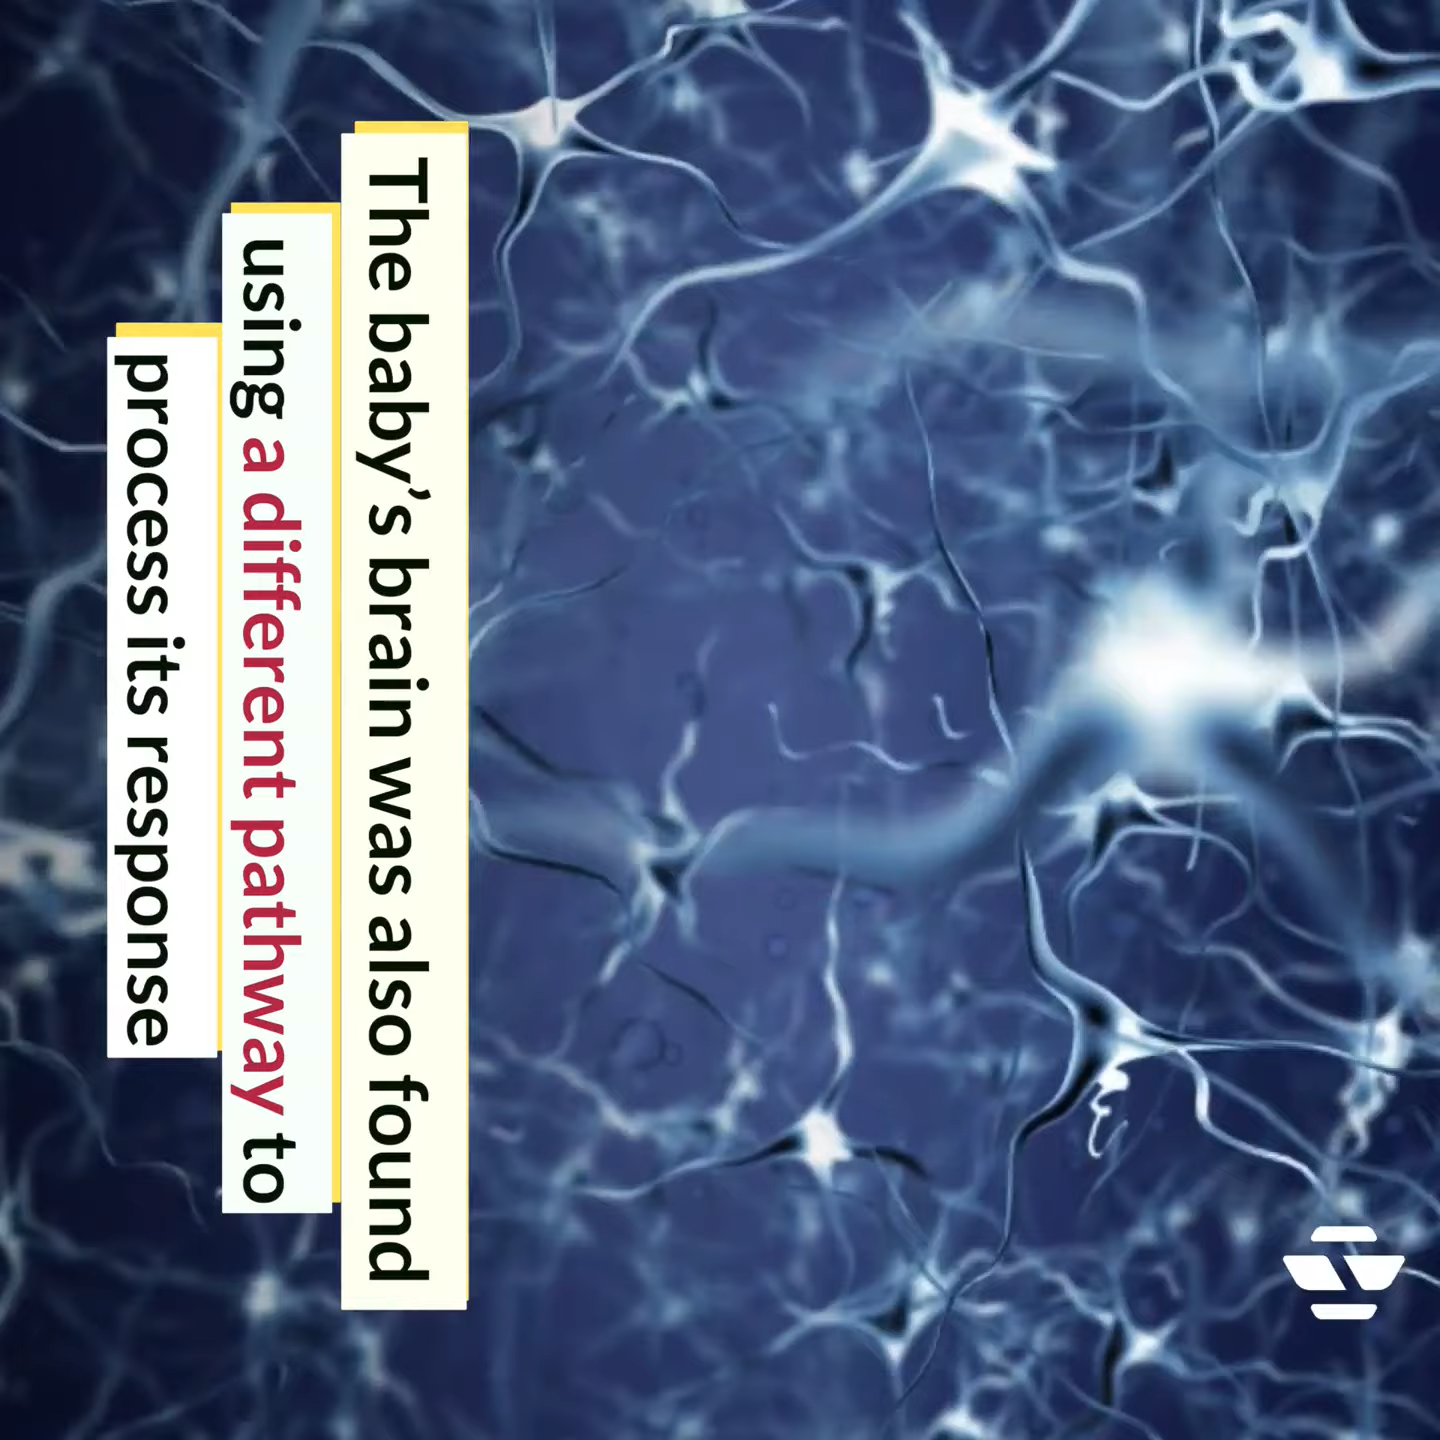 The baby’s brain was also found
using a different pathway to
process its response